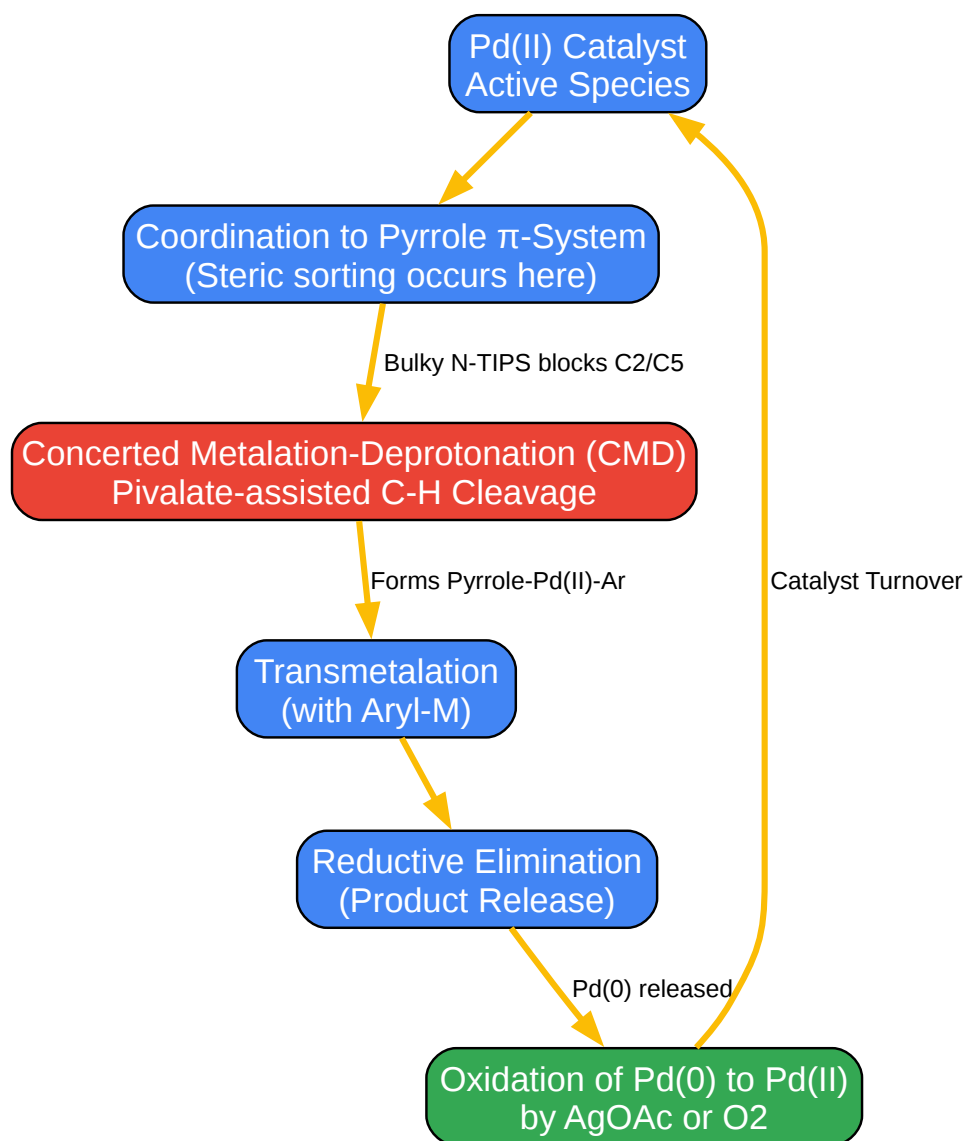 Pd(II) Catalyst
Active Species
Coordination to Pyrrole π-System
(Steric sorting occurs here)
Bulky N-TIPS blocks C2/C5
Concerted Metalation-Deprotonation (CMD)
Pivalate-assisted C-H Cleavage
Forms Pyrrole-Pd(II)-Ar
Catalyst Turnover
Transmetalation
(with Aryl-M)
Reductive Elimination
(Product Release)
Pd(0) released
Oxidation of Pd(0) to Pd(II)
by AgOAc or O2